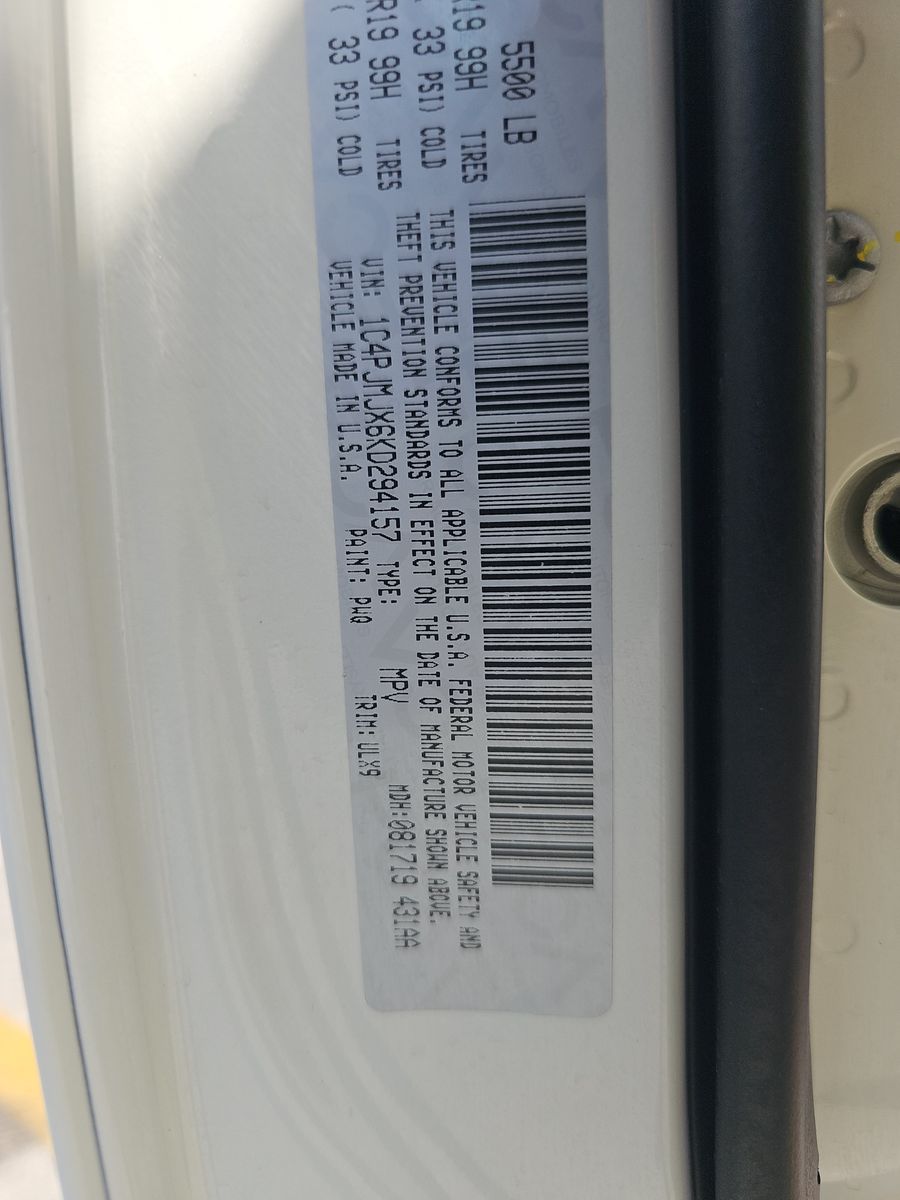 5500 LB
R19 99H TIRES
33 PSI) COLD
R19 99H TIRES
( 33 PSI) COLD
THIS VEHICLE CONFORMS TO ALL APPLICABLE U.S.A. FEDERAL MOTOR VEHICLE SAFETY AND
THEFT PREVENTION STANDARDS IN EFFECT ON THE DATE OF MANUFACTURE SHOWN ABOVE.
VIN: 1C4PJMJX6KD294157 TYPE: MPV MDH:081719 431AA
VEHICLE MADE IN U.S.A. PAINT: PWQ TRIM: ULX9